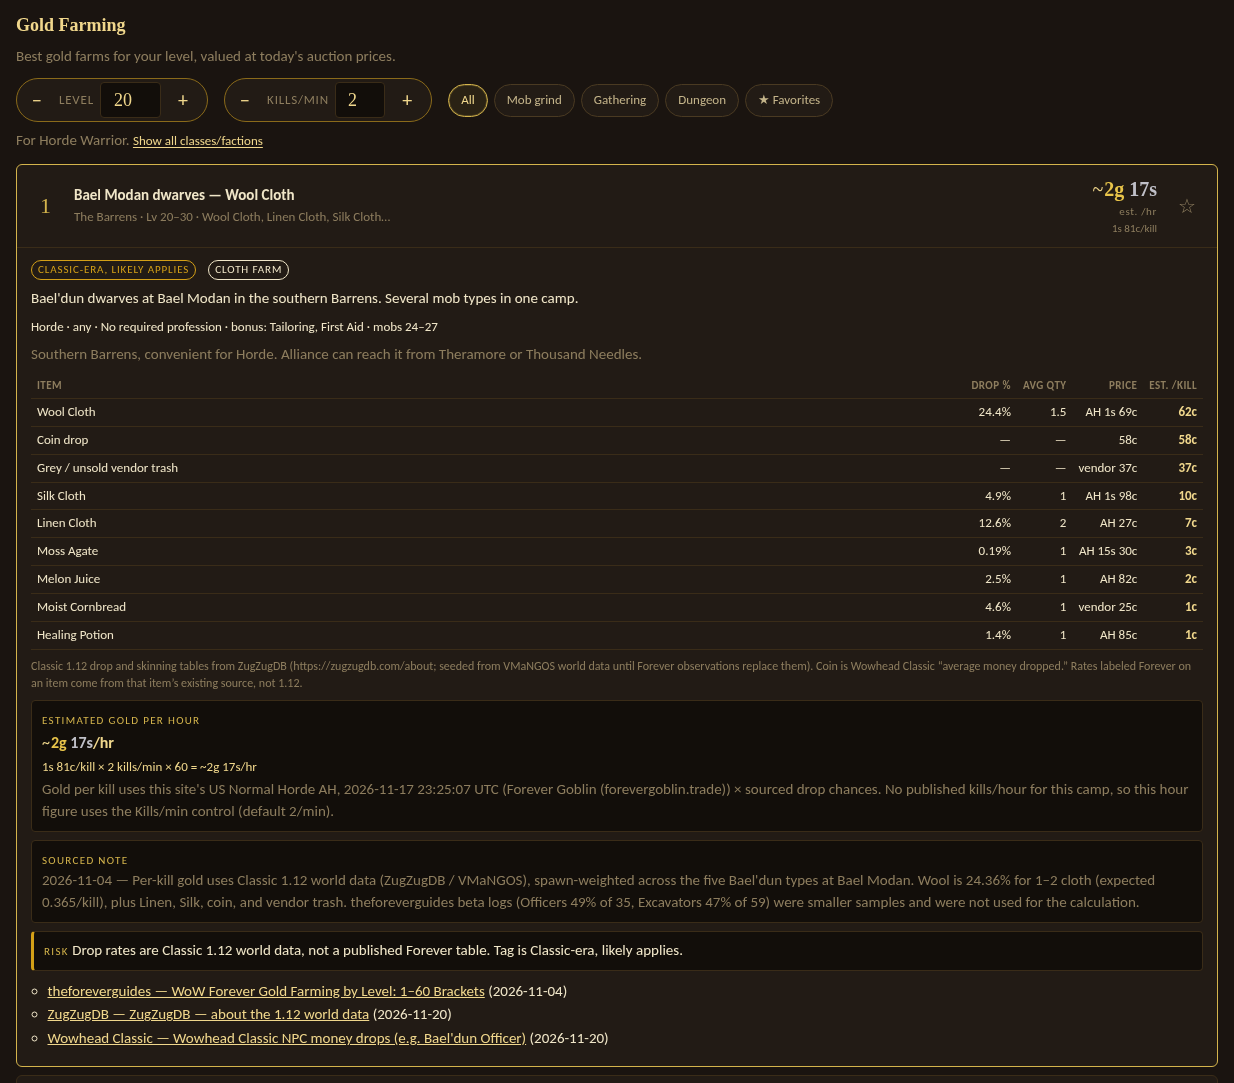 Gold Farming
Best gold farms for your level, valued at today's auction prices.
− LEVEL 20 + − KILLS/MIN 2 + All Mob grind Gathering Dungeon ★ Favorites
For Horde Warrior. Show all classes/factions
1 Bael Modan dwarves — Wool Cloth ~2g 17s ☆
The Barrens · Lv 20–30 · Wool Cloth, Linen Cloth, Silk Cloth... est. /hr
1s 81c/kill
CLASSIC-ERA, LIKELY APPLIES CLOTH FARM
Bael'dun dwarves at Bael Modan in the southern Barrens. Several mob types in one camp.
Horde · any · No required profession · bonus: Tailoring, First Aid · mobs 24–27
Southern Barrens, convenient for Horde. Alliance can reach it from Theramore or Thousand Needles.
ITEM DROP % AVG QTY PRICE EST. /KILL
Wool Cloth 24.4% 1.5 AH 1s 69c 62c
Coin drop — — 58c 58c
Grey / unsold vendor trash — — vendor 37c 37c
Silk Cloth 4.9% 1 AH 1s 98c 10c
Linen Cloth 12.6% 2 AH 27c 7c
Moss Agate 0.19% 1 AH 15s 30c 3c
Melon Juice 2.5% 1 AH 82c 2c
Moist Cornbread 4.6% 1 vendor 25c 1c
Healing Potion 1.4% 1 AH 85c 1c
Classic 1.12 drop and skinning tables from ZugZugDB (https://zugzugdb.com/about; seeded from VMaNGOS world data until Forever observations replace them). Coin is Wowhead Classic "average money dropped." Rates labeled Forever on
an item come from that item's existing source, not 1.12.
ESTIMATED GOLD PER HOUR
~2g 17s/hr
1s 81c/kill × 2 kills/min × 60 = ~2g 17s/hr
Gold per kill uses this site's US Normal Horde AH, 2026-11-17 23:25:07 UTC (Forever Goblin (forevergoblin.trade)) × sourced drop chances. No published kills/hour for this camp, so this hour
figure uses the Kills/min control (default 2/min).
SOURCED NOTE
2026-11-04 — Per-kill gold uses Classic 1.12 world data (ZugZugDB / VMaNGOS), spawn-weighted across the five Bael'dun types at Bael Modan. Wool is 24.36% for 1–2 cloth (expected
0.365/kill), plus Linen, Silk, coin, and vendor trash. theforeverguides beta logs (Officers 49% of 35, Excavators 47% of 59) were smaller samples and were not used for the calculation.
RISK Drop rates are Classic 1.12 world data, not a published Forever table. Tag is Classic-era, likely applies.
theforeverguides — WoW Forever Gold Farming by Level: 1–60 Brackets (2026-11-04)
ZugZugDB — ZugZugDB — about the 1.12 world data (2026-11-20)
Wowhead Classic — Wowhead Classic NPC money drops (e.g. Bael'dun Officer) (2026-11-20)